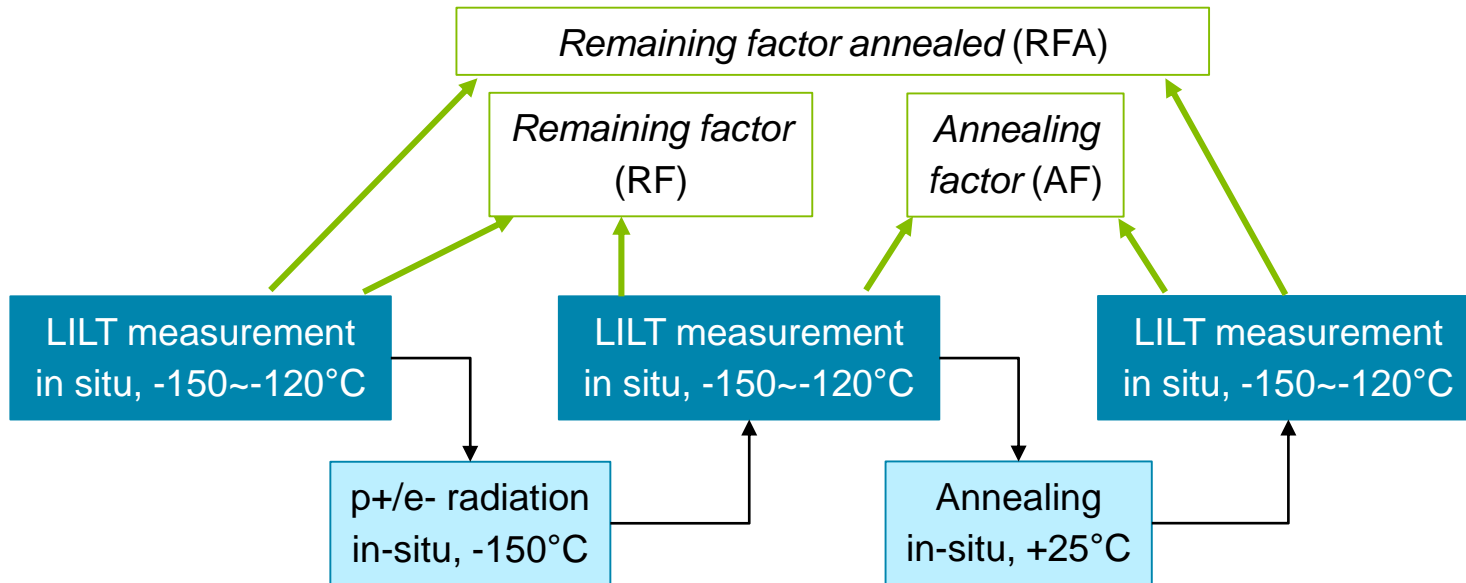 Remaining factor annealed (RFA)
Remaining factor
(RF)
Annealing
factor (AF)
LILT measurement
in situ, -150~-120°C
LILT measurement
in situ, -150~-120°C
LILT measurement
in situ, -150~-120°C
p+/e- radiation
in-situ, -150°C
Annealing
in-situ, +25°C